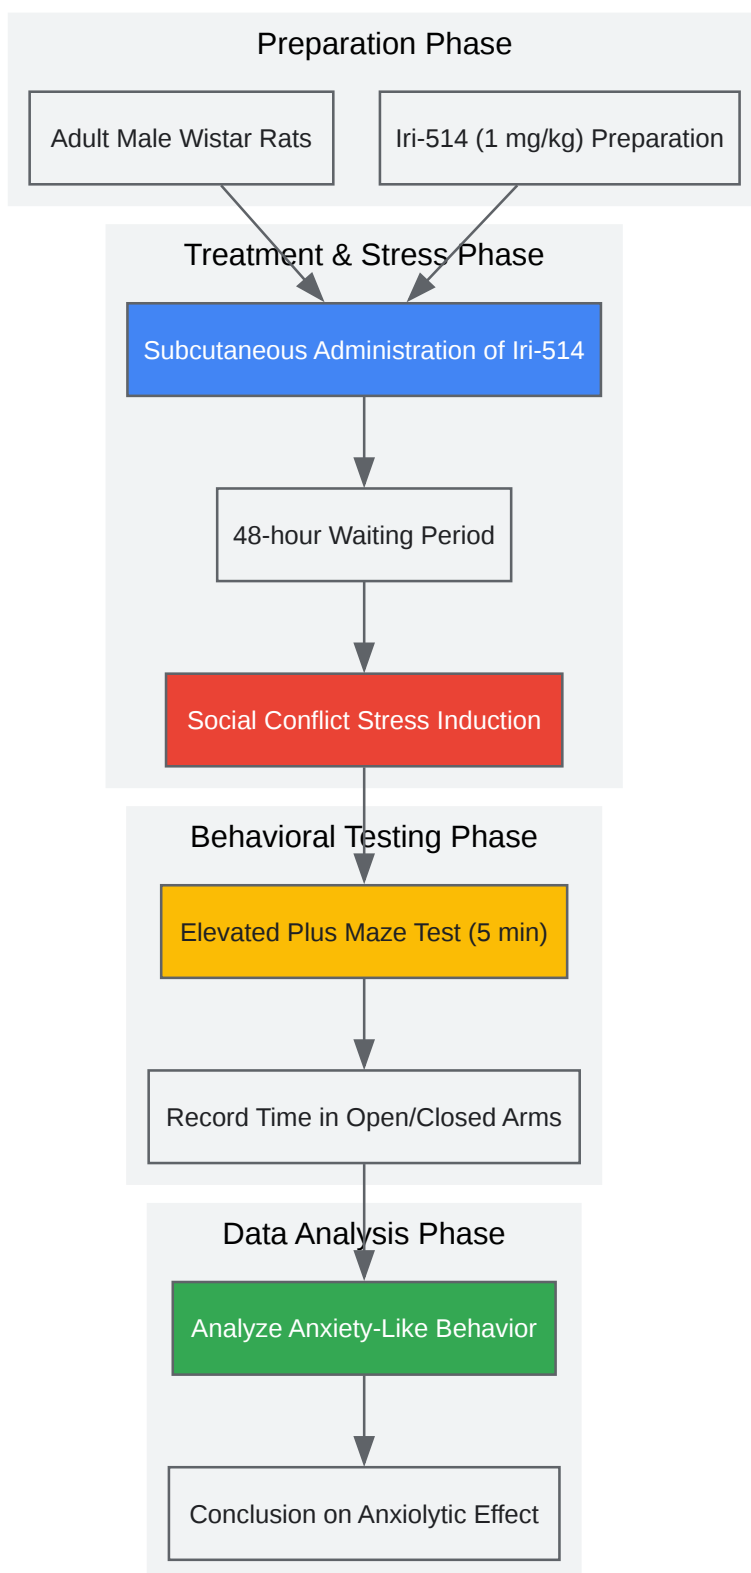 Preparation Phase
Adult Male Wistar Rats
Iri-514 (1 mg/kg) Preparation
Treatment & Stress Phase
Subcutaneous Administration of Iri-514
48-hour Waiting Period
Social Conflict Stress Induction
Behavioral Testing Phase
Elevated Plus Maze Test (5 min)
Record Time in Open/Closed Arms
Data Analysis Phase
Analyze Anxiety-Like Behavior
Conclusion on Anxiolytic Effect